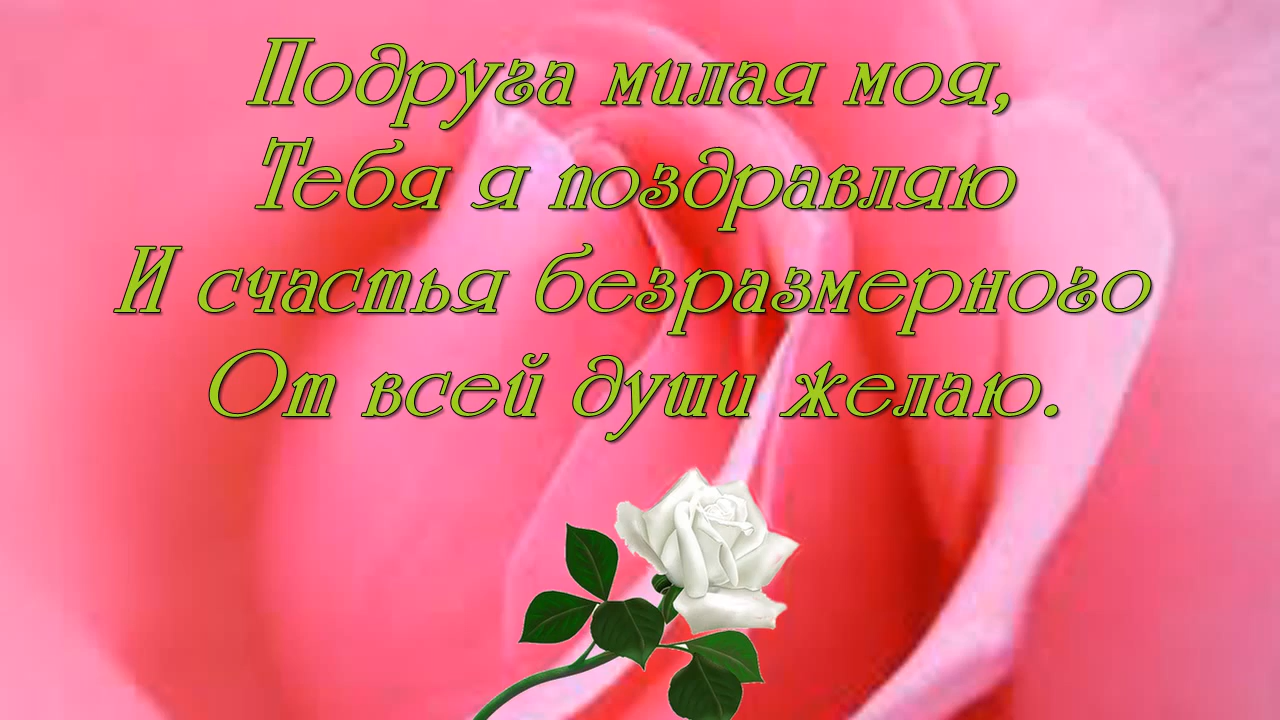 Подруга милая моя,
Тебя я поздравляю
И счастья безразмерного
От всей души желаю.